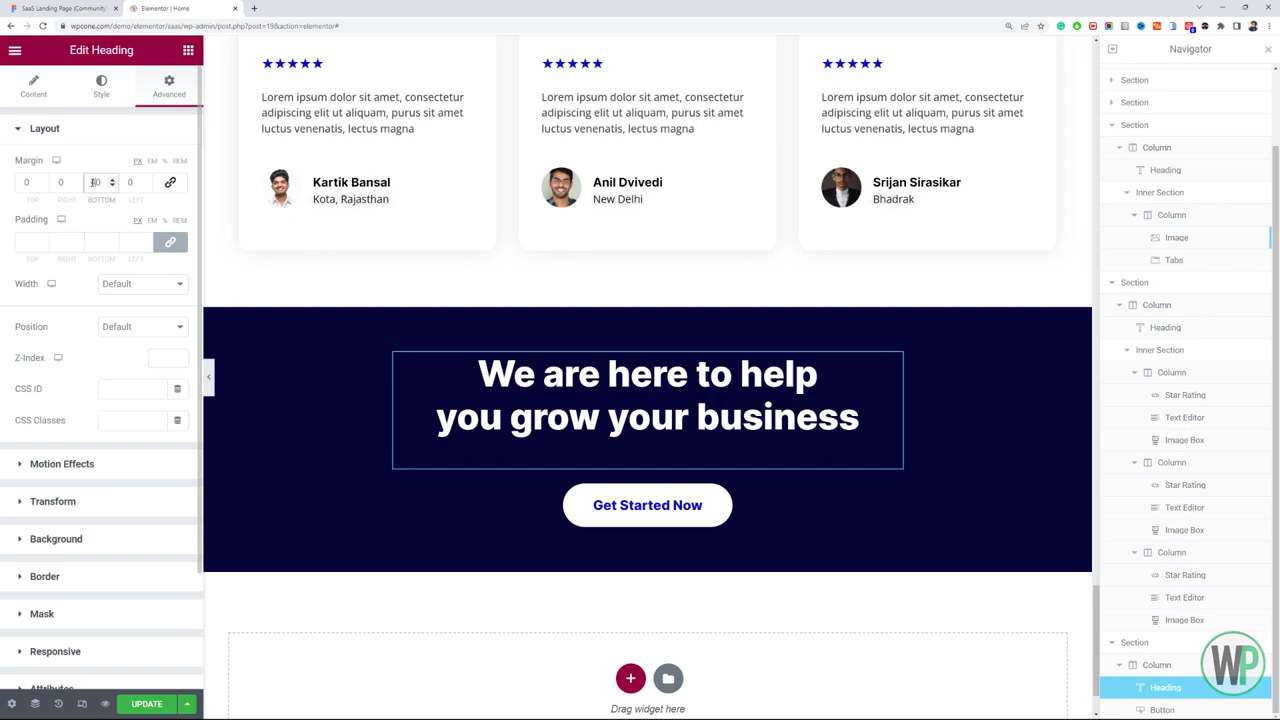 SaaS Landing Page (Community)
Elementor | Home
wpcone.com/demo/elementor/saas/wp-admin/post.php?post=19&action=elementor#
Edit Heading
Content
Style
Advanced
Layout
Margin
PX EM % REM
0 0 0
TOP RIGHT BOTTOM LEFT
Padding
PX EM % REM
TOP RIGHT BOTTOM LEFT
Width
Default
Position
Default
Z-Index
CSS ID
CSS Classes
Motion Effects
Transform
Background
Border
Mask
Responsive
Attributes
UPDATE
★★★★★
Lorem ipsum dolor sit amet, consectetur
adipiscing elit ut aliquam, purus sit amet
luctus venenatis, lectus magna
Kartik Bansal
Kota, Rajasthan
★★★★★
Lorem ipsum dolor sit amet, consectetur
adipiscing elit ut aliquam, purus sit amet
luctus venenatis, lectus magna
Anil Dvivedi
New Delhi
★★★★★
Lorem ipsum dolor sit amet, consectetur
adipiscing elit ut aliquam, purus sit amet
luctus venenatis, lectus magna
Srijan Sirasikar
Bhadrak
We are here to help
you grow your business
Get Started Now
Drag widget here
Navigator
Section
Section
Section
Column
Heading
Inner Section
Column
Image
Tabs
Section
Column
Heading
Inner Section
Column
Star Rating
Text Editor
Image Box
Column
Star Rating
Text Editor
Image Box
Column
Star Rating
Text Editor
Image Box
Section
Column
Heading
Button
WP